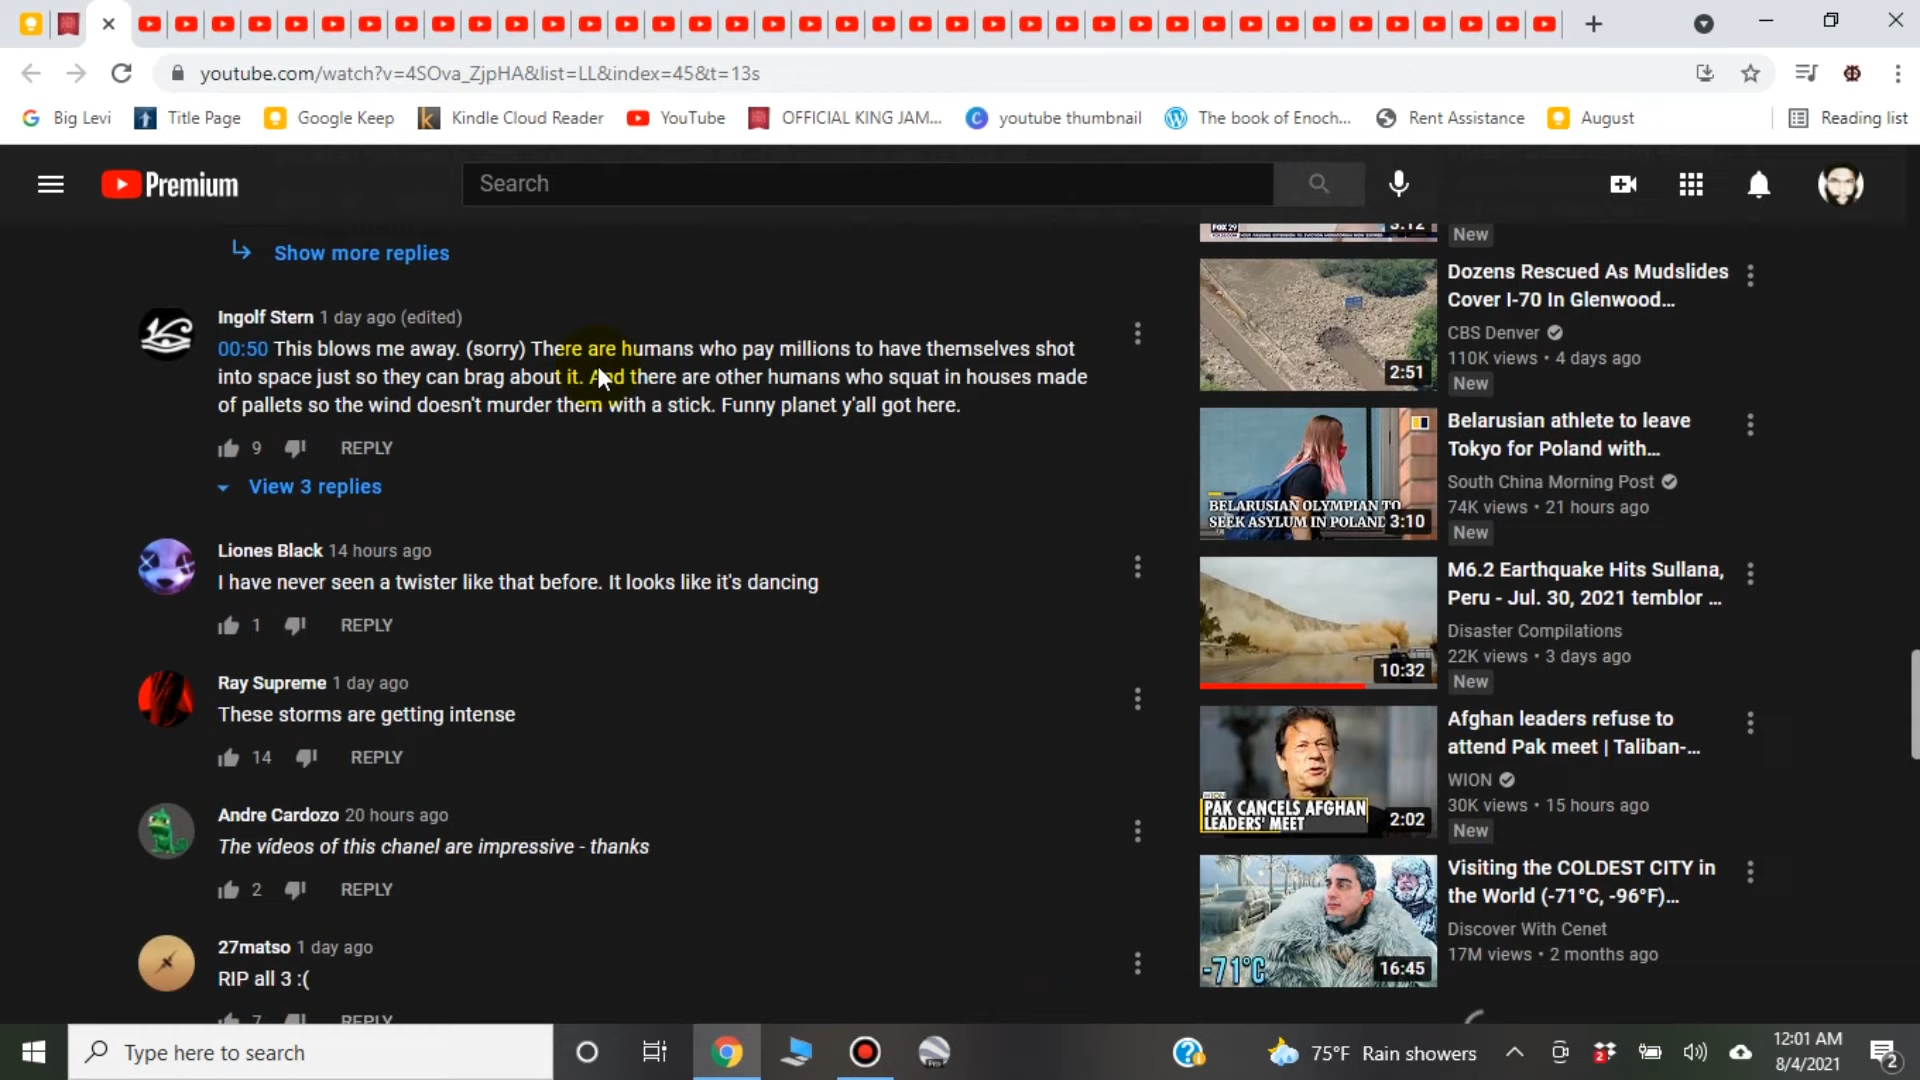 youtube.com/watch?v=4SOva_ZjpHA&list=LL&index=45&t=13s
Big Levi
Title Page
Google Keep
Kindle Cloud Reader
YouTube
OFFICIAL KING JAM...
youtube thumbnail
The book of Enoch...
Rent Assistance
August
Reading list
Premium
Search
Show more replies
Ingolf Stern 1 day ago (edited)
00:50 This blows me away. (sorry) There are humans who pay millions to have themselves shot
into space just so they can brag about it. And there are other humans who squat in houses made
of pallets so the wind doesn't murder them with a stick. Funny planet y'all got here.
9 REPLY
View 3 replies
Liones Black 14 hours ago
I have never seen a twister like that before. It looks like it's dancing
1 REPLY
Ray Supreme 1 day ago
These storms are getting intense
14 REPLY
Andre Cardozo 20 hours ago
The vídeos of this chanel are impressive - thanks
2 REPLY
27matso 1 day ago
RIP all 3 :(
7 REPLY
FOX 29
3:12
New
2:51
Dozens Rescued As Mudslides
Cover I-70 In Glenwood...
CBS Denver
110K views • 4 days ago
New
BELARUSIAN OLYMPIAN TO
SEEK ASYLUM IN POLAND
3:10
Belarusian athlete to leave
Tokyo for Poland with...
South China Morning Post
74K views • 21 hours ago
New
10:32
M6.2 Earthquake Hits Sullana,
Peru - Jul. 30, 2021 temblor ...
Disaster Compilations
22K views • 3 days ago
New
WION
PAK CANCELS AFGHAN
LEADERS' MEET
2:02
Afghan leaders refuse to
attend Pak meet | Taliban-...
WION
30K views • 15 hours ago
New
-71°C
16:45
Visiting the COLDEST CITY in
the World (-71°C, -96°F)...
Discover With Cenet
17M views • 2 months ago
Type here to search
75°F Rain showers
2
12:01 AM
8/4/2021
2